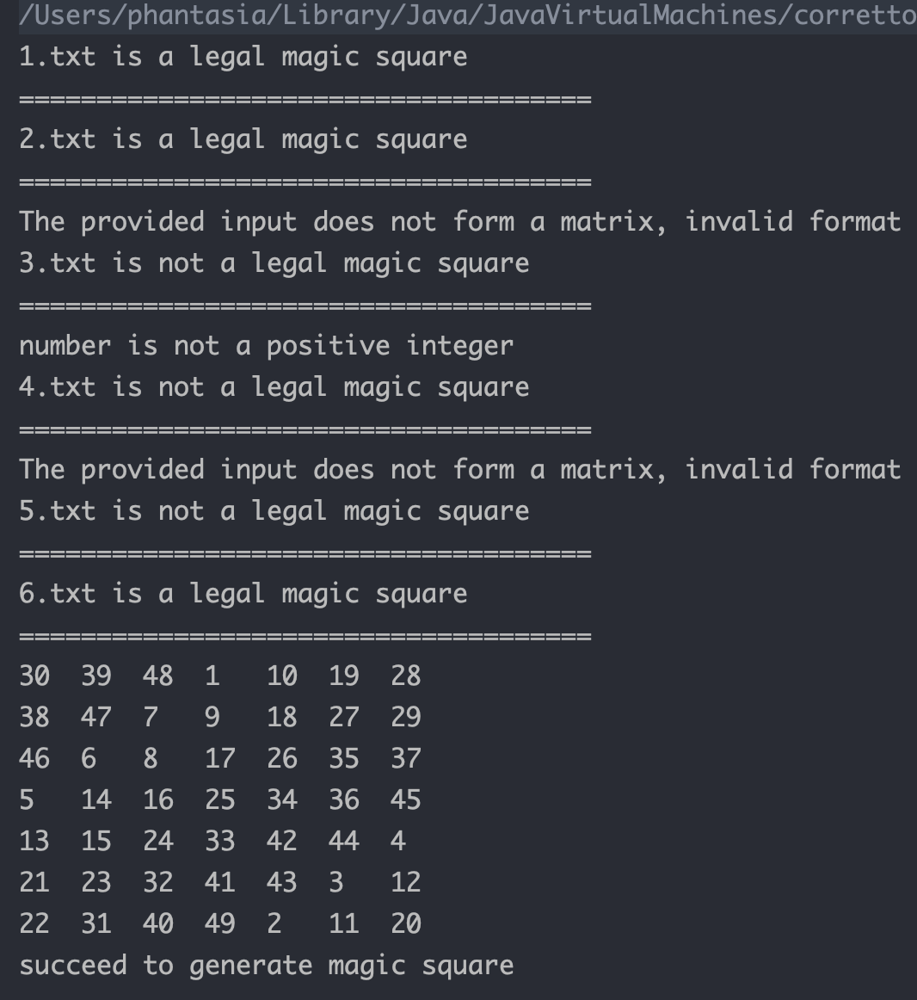 /Users/phantasia/Library/Java/JavaVirtualMachines/corretto
1.txt is a legal magic square
=====================================
2.txt is a legal magic square
=====================================
The provided input does not form a matrix, invalid format
3.txt is not a legal magic square
=====================================
number is not a positive integer
4.txt is not a legal magic square
=====================================
The provided input does not form a matrix, invalid format
5.txt is not a legal magic square
=====================================
6.txt is a legal magic square
=====================================
30  39  48  1   10  19  28
38  47  7   9   18  27  29
46  6   8   17  26  35  37
5   14  16  25  34  36  45
13  15  24  33  42  44  4
21  23  32  41  43  3   12
22  31  40  49  2   11  20
succeed to generate magic square